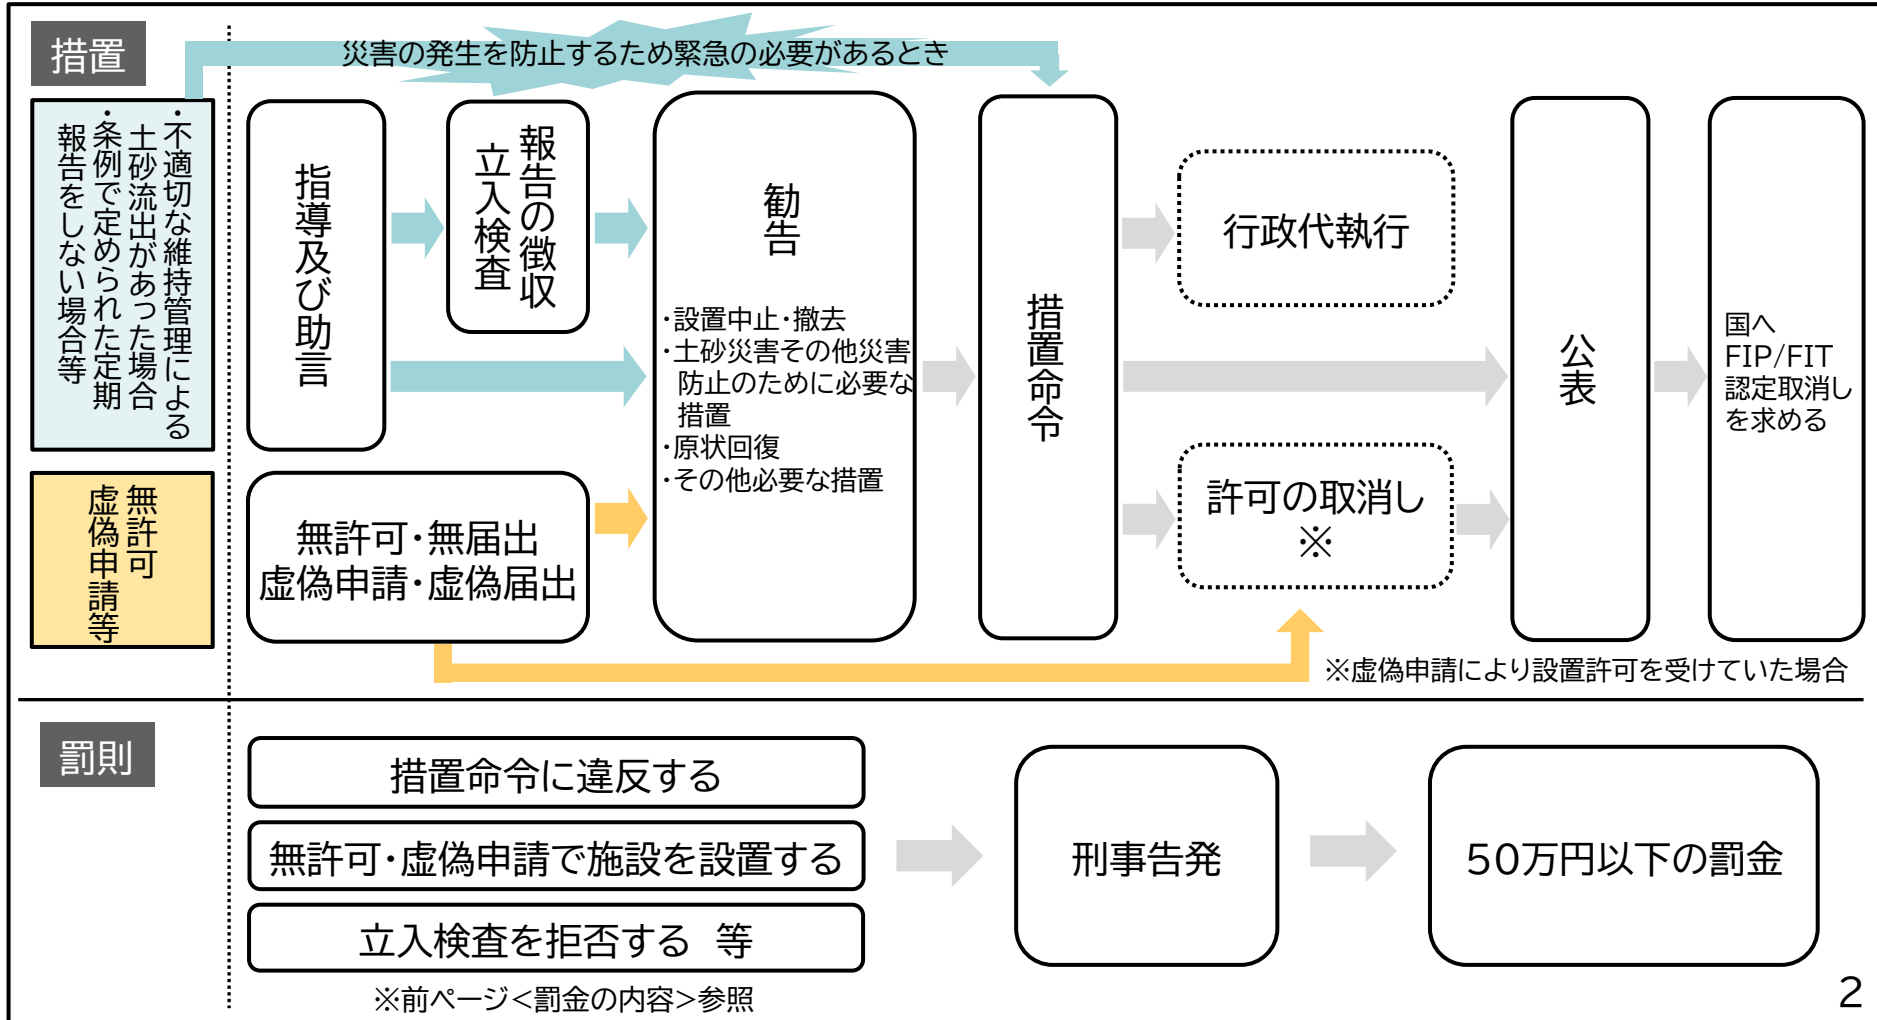 措置
災害の発生を防止するため緊急の必要があるとき
・不適切な維持管理による
土砂流出があった場合
・条例で定められた定期
報告をしない場合等
指導及び助言
報告の徴収
立入検査
勧告
・設置中止・撤去
・土砂災害その他災害
防止のために必要な
措置
・原状回復
・その他必要な措置
措置命令
行政代執行
許可の取消し
※
公表
国へ
FIP/FIT
認定取消し
を求める
無許可
虚偽申請等
無許可・無届出
虚偽申請・虚偽届出
※虚偽申請により設置許可を受けていた場合
罰則
措置命令に違反する
無許可・虚偽申請で施設を設置する
立入検査を拒否する 等
※前ページ<罰金の内容>参照
刑事告発
50万円以下の罰金
2